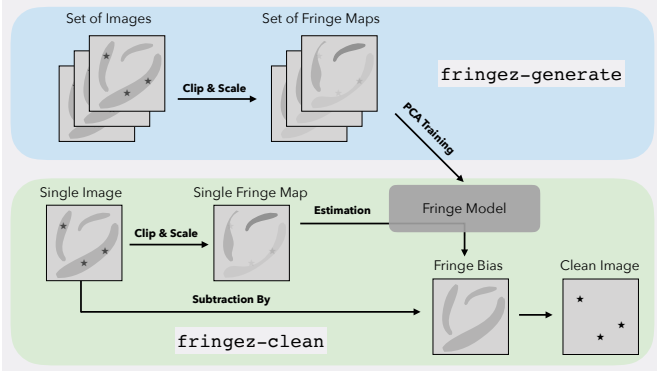 Set of Images
Set of Fringe Maps
Clip & Scale
fringez-generate
PCA Training
Single Image
Single Fringe Map
Clip & Scale
Estimation
Fringe Model
Fringe Bias
Clean Image
Subtraction By
fringez-clean